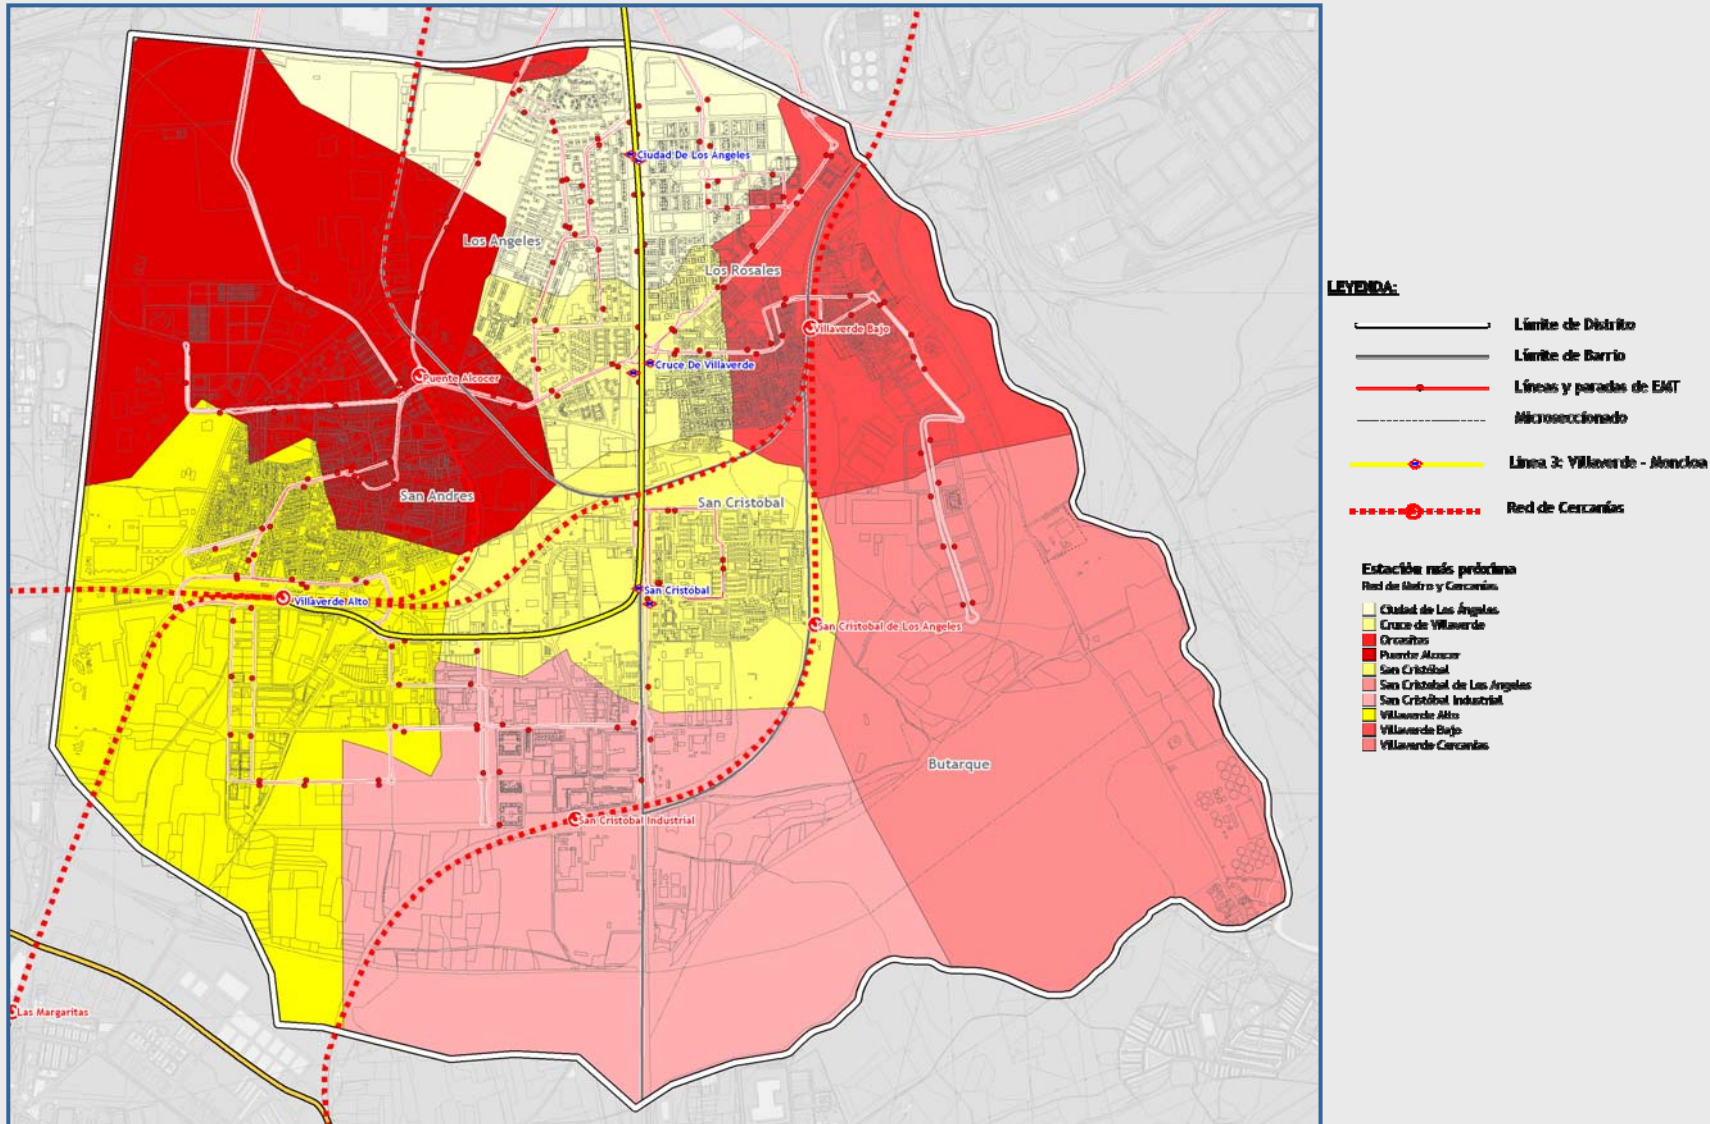 Ciudad De Los Angeles
Los Angeles
Los Rosales
Villaverde Bajo
Cruce De Villaverde
Puente Alcocer
San Andres
San Cristobal
San Cristobal
Villaverde Alto
San Cristobal de Los Angeles
Butarque
San Cristobal Industrial
Las Margaritas
LEYENDA:
Límite de Distrito
Límite de Barrio
Líneas y paradas de EMT
Microseccionado
Linea 3: Villaverde - Moncloa
Red de Cercanías
Estación más próxima
Red de Metro y Cercanías
Ciudad de Los Ángeles
Cruce de Villaverde
Orcasitas
Puente Alcocer
San Cristóbal
San Cristobal de Los Angeles
San Cristóbal Industrial
Villaverde Alto
Villaverde Bajo
Villaverde Cercanías